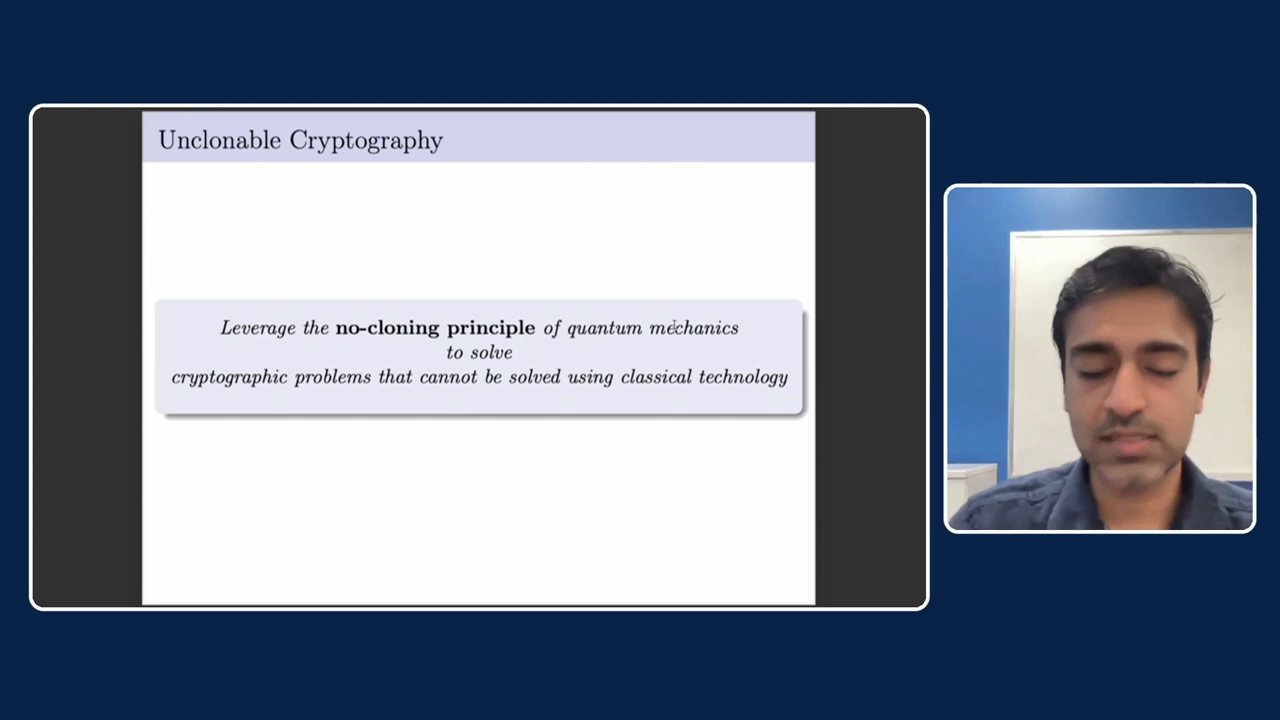 Unclonable Cryptography
Leverage the no-cloning principle of quantum mechanics
to solve
cryptographic problems that cannot be solved using classical technology